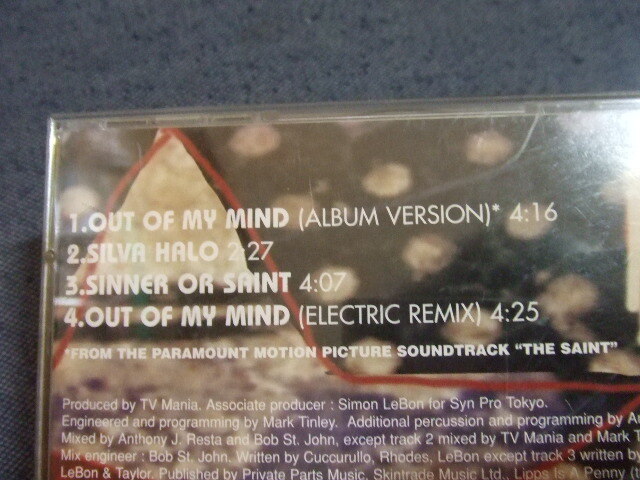 1.OUT OF MY MIND (ALBUM VERSION)* 4:16
2.SILVA HALO 2:27
3.SINNER OR SAINT 4:07
4.OUT OF MY MIND (ELECTRIC REMIX) 4:25
*FROM THE PARAMOUNT MOTION PICTURE SOUNDTRACK "THE SAINT"
Produced by TV Mania. Associate producer : Simon LeBon for Syn Pro Tokyo.
Engineered and programming by Mark Tinley. Additional percussion and programming by An
Mixed by Anthony J. Resta and Bob St. John, except track 2 mixed by TV Mania and Mark T
Mix engineer : Bob St. John. Written by Cuccurullo, Rhodes, LeBon except track 3 written by
LeBon & Taylor. Published by Private Parts Music, Skintrade Music Ltd., Lipps Is A Penny (t